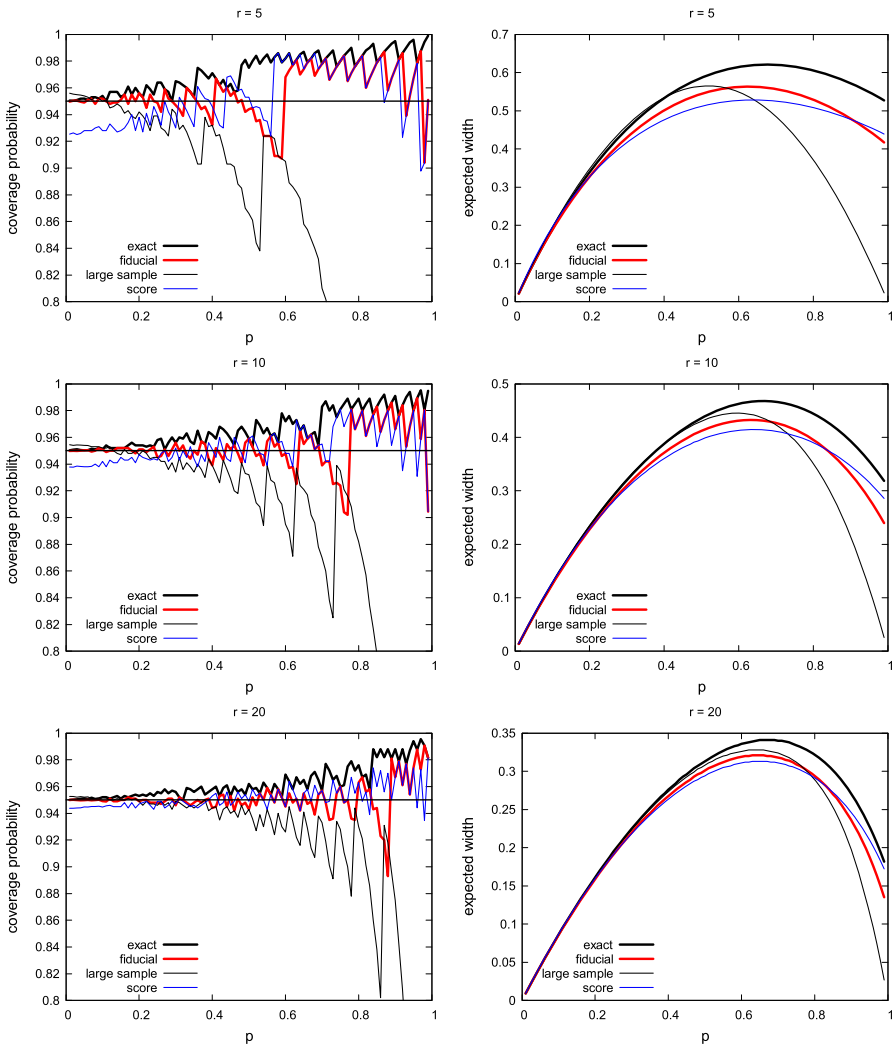 r = 5
coverage probability
1
0.98
0.96
0.94
0.92
0.9
0.88
0.86
0.84
0.82
0.8
exact
fiducial
large sample
score
0 0.2 0.4 0.6 0.8 1
p
r = 5
expected width
0.7
0.6
0.5
0.4
0.3
0.2
0.1
0
exact
fiducial
large sample
score
0 0.2 0.4 0.6 0.8 1
p
r = 10
coverage probability
1
0.98
0.96
0.94
0.92
0.9
0.88
0.86
0.84
0.82
0.8
exact
fiducial
large sample
score
0 0.2 0.4 0.6 0.8 1
p
r = 10
expected width
0.5
0.4
0.3
0.2
0.1
0
exact
fiducial
large sample
score
0 0.2 0.4 0.6 0.8 1
p
r = 20
coverage probability
1
0.98
0.96
0.94
0.92
0.9
0.88
0.86
0.84
0.82
0.8
exact
fiducial
large sample
score
0 0.2 0.4 0.6 0.8 1
p
r = 20
expected width
0.35
0.3
0.25
0.2
0.15
0.1
0.05
0
exact
fiducial
large sample
score
0 0.2 0.4 0.6 0.8 1
p